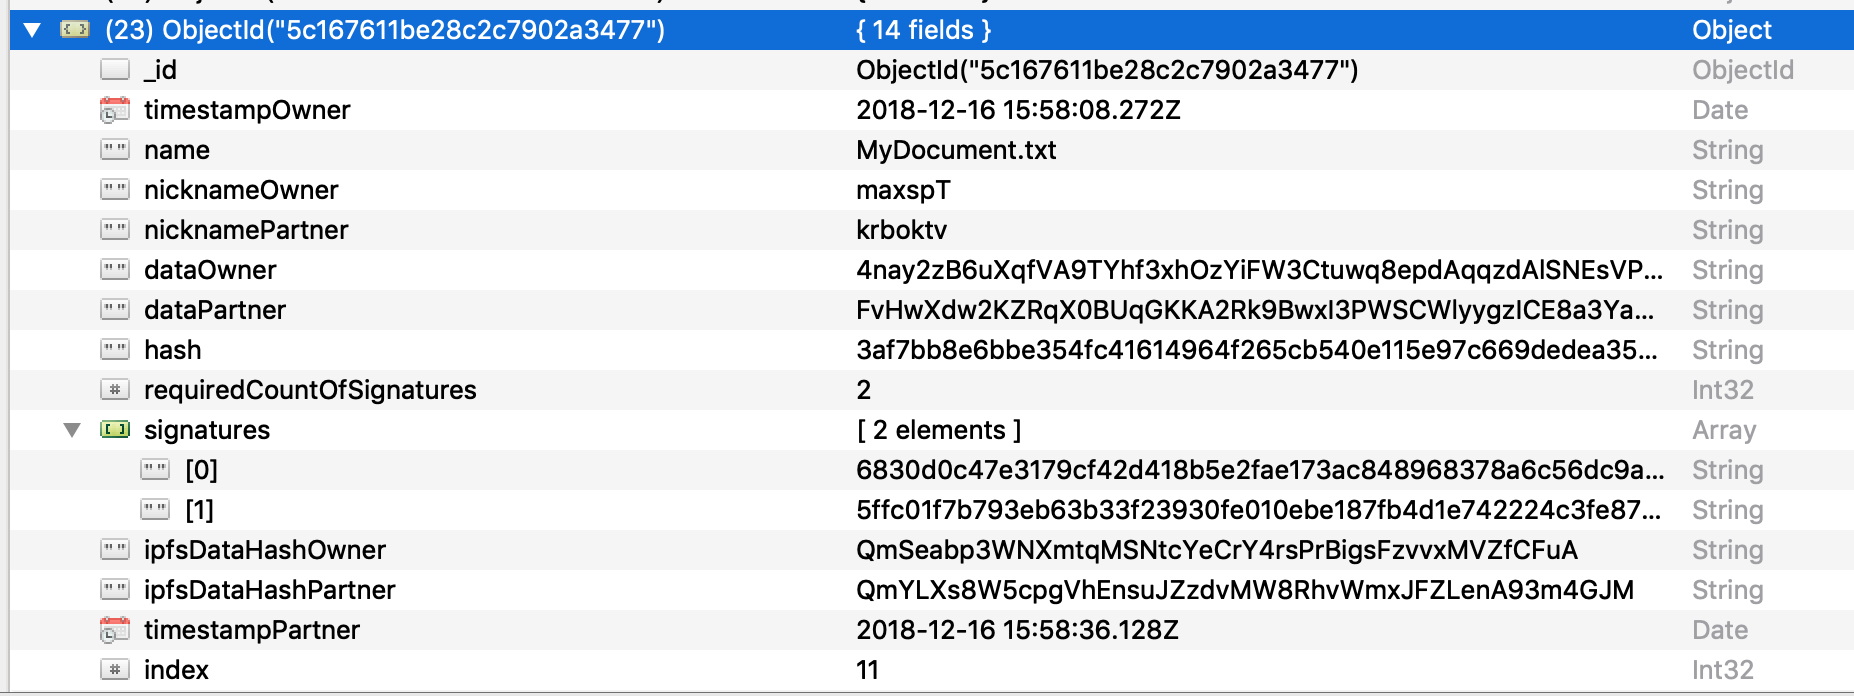 (23) ObjectId("5c167611be28c2c7902a3477") { 14 fields } Object
_id ObjectId("5c167611be28c2c7902a3477") ObjectId
timestampOwner 2018-12-16 15:58:08.272Z Date
name MyDocument.txt String
nicknameOwner maxspT String
nicknamePartner krboktv String
dataOwner 4nay2zB6uXqfVA9TYhf3xhOzYiFW3Ctuwq8epdAqqzdAlSNEsVP... String
dataPartner FvHwXdw2KZRqX0BUqGKKA2Rk9BwxI3PWSCWlyygzICE8a3Ya... String
hash 3af7bb8e6bbe354fc41614964f265cb540e115e97c669dedea35... String
# requiredCountOfSignatures 2 Int32
signatures [ 2 elements ] Array
[0] 6830d0c47e3179cf42d418b5e2fae173ac848968378a6c56dc9a... String
[1] 5ffc01f7b793eb63b33f23930fe010ebe187fb4d1e742224c3fe87... String
ipfsDataHashOwner QmSeabp3WNXmtqMSNtcYeCrY4rsPrBigsFzvvxMVZfCFuA String
ipfsDataHashPartner QmYLXs8W5cpgVhEnsuJZzdvMW8RhvWmxJFZLenA93m4GJM String
timestampPartner 2018-12-16 15:58:36.128Z Date
# index 11 Int32